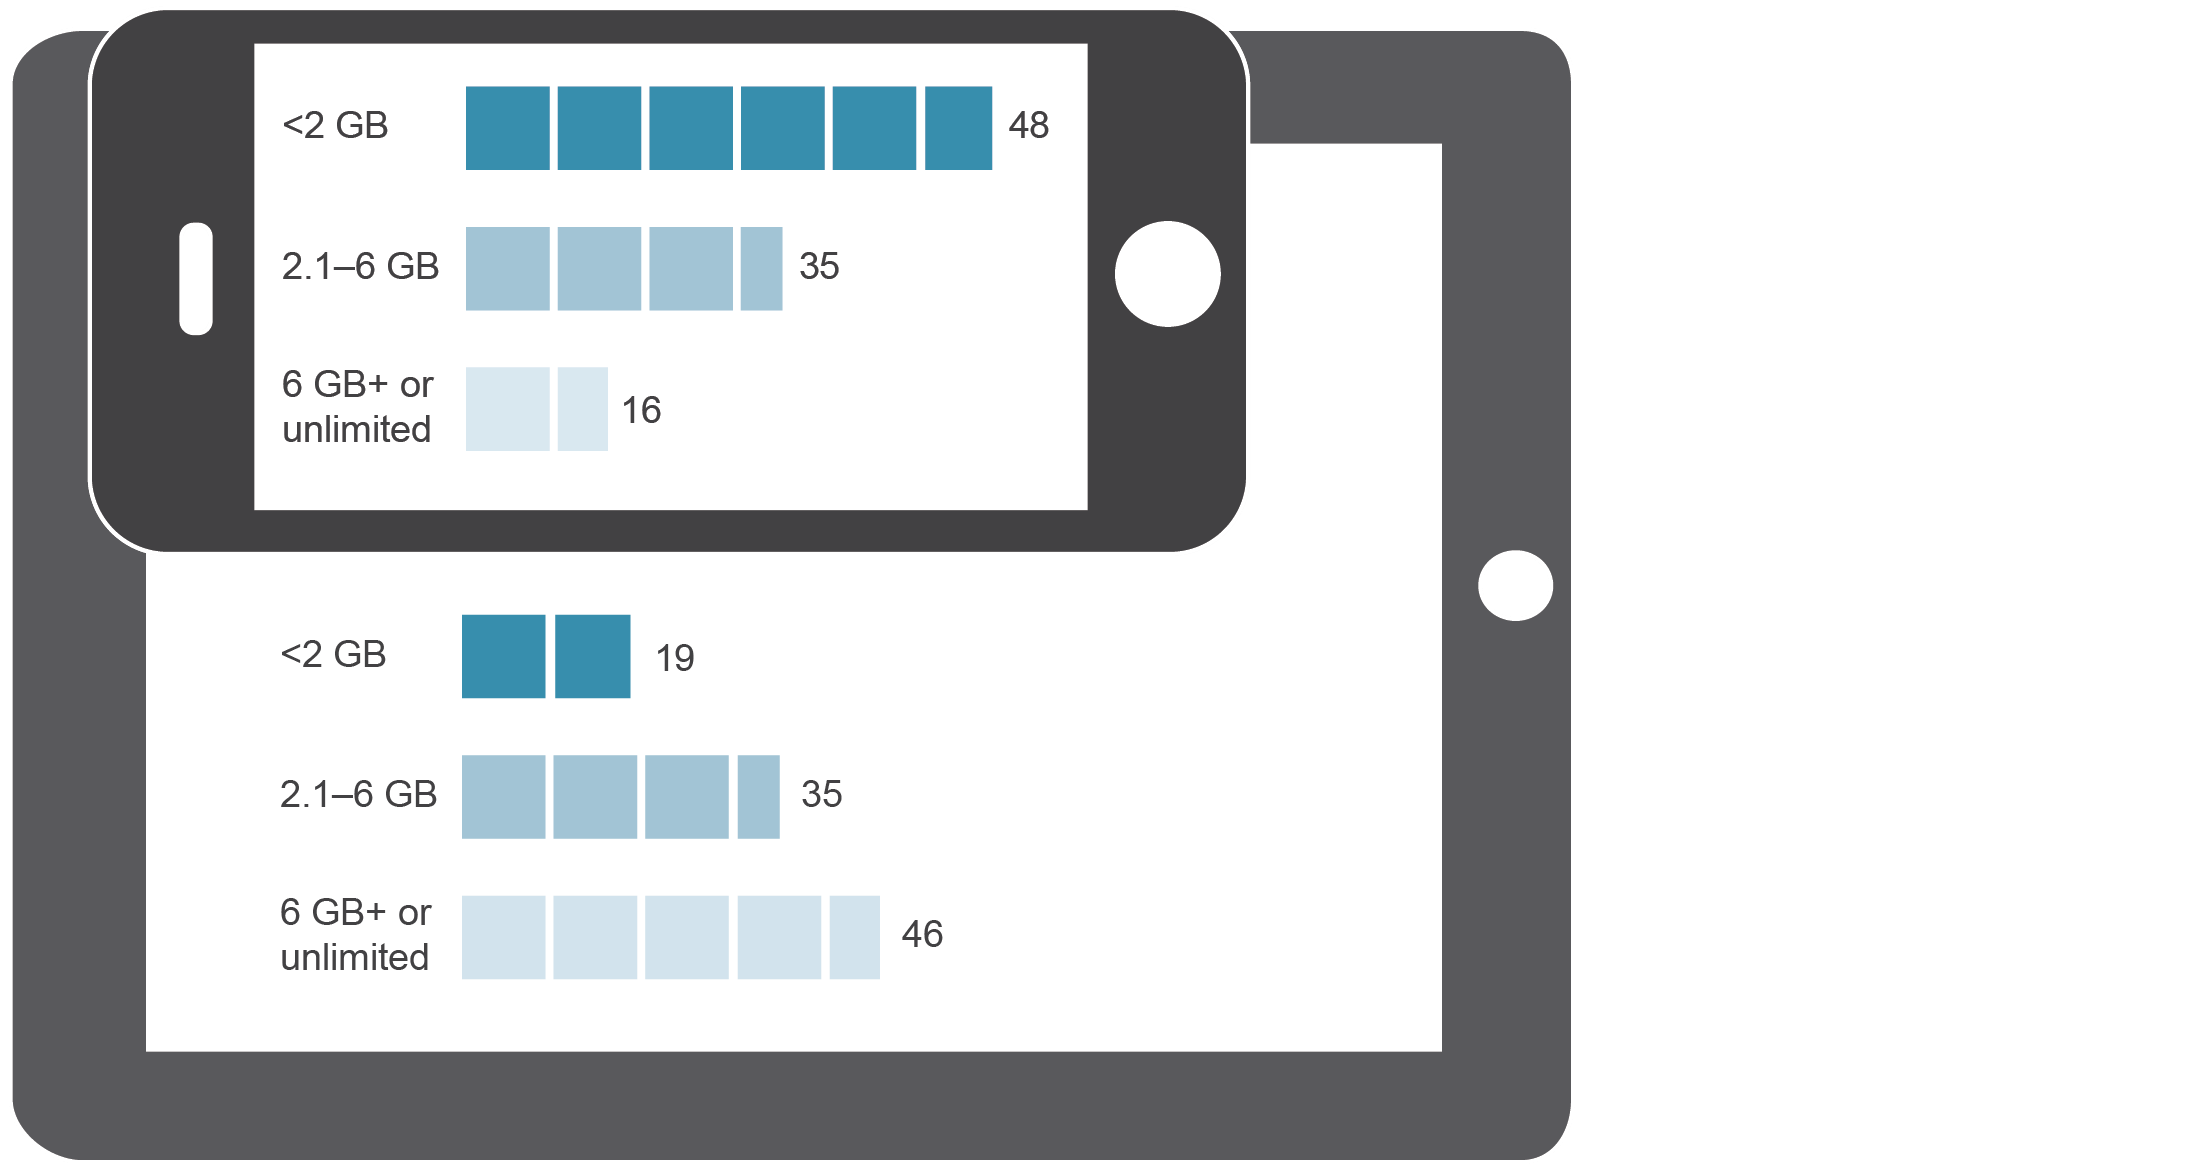 <2 GB 48
2.1–6 GB 35
6 GB+ or
unlimited 16
<2 GB 19
2.1–6 GB 35
6 GB+ or
unlimited 46